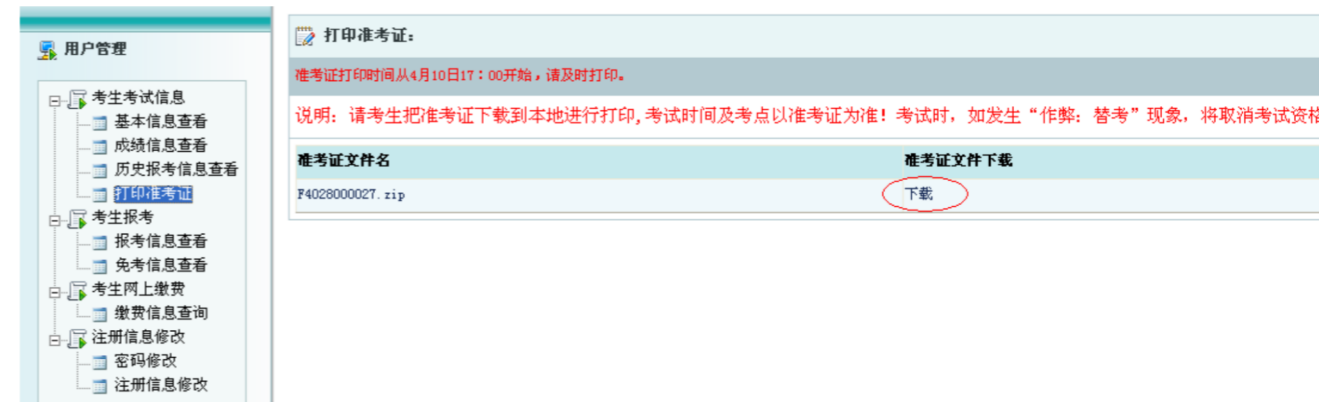 用户管理
考生考试信息
基本信息查看
成绩信息查看
历史报考信息查看
打印准考证
考生报考
报考信息查看
免考信息查看
考生网上缴费
缴费信息查询
注册信息修改
密码修改
注册信息修改
打印准考证:
准考证打印时间从4月10日17:00开始,请及时打印。
说明: 请考生把准考证下载到本地进行打印,考试时间及考点以准考证为准! 考试时, 如发生“作弊: 替考”现象, 将取消考试资格
准考证文件名 准考证文件下载
F4028000027.zip 下载